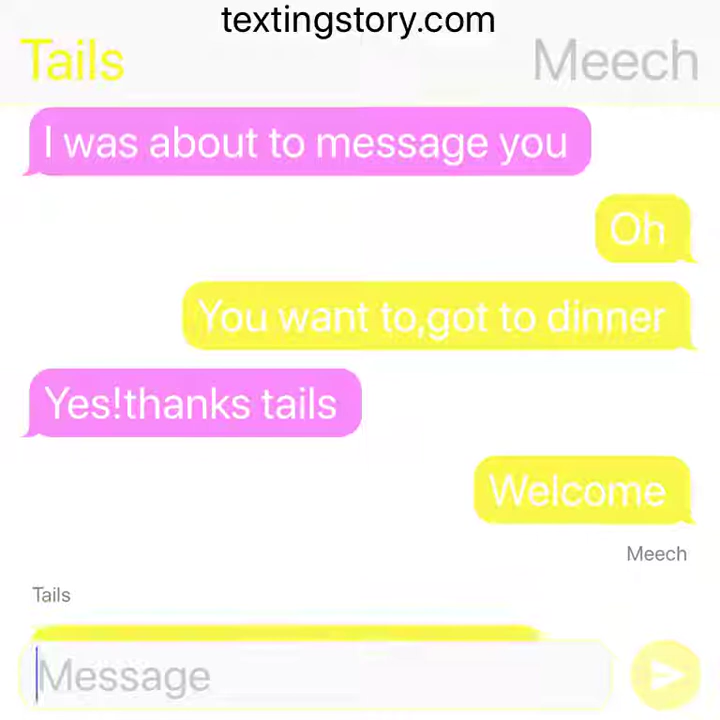 textingstory.com
Tails Meech
I was about to message you
Oh
You want to,got to dinner
Yes!thanks tails
Welcome
Meech
Tails
Message